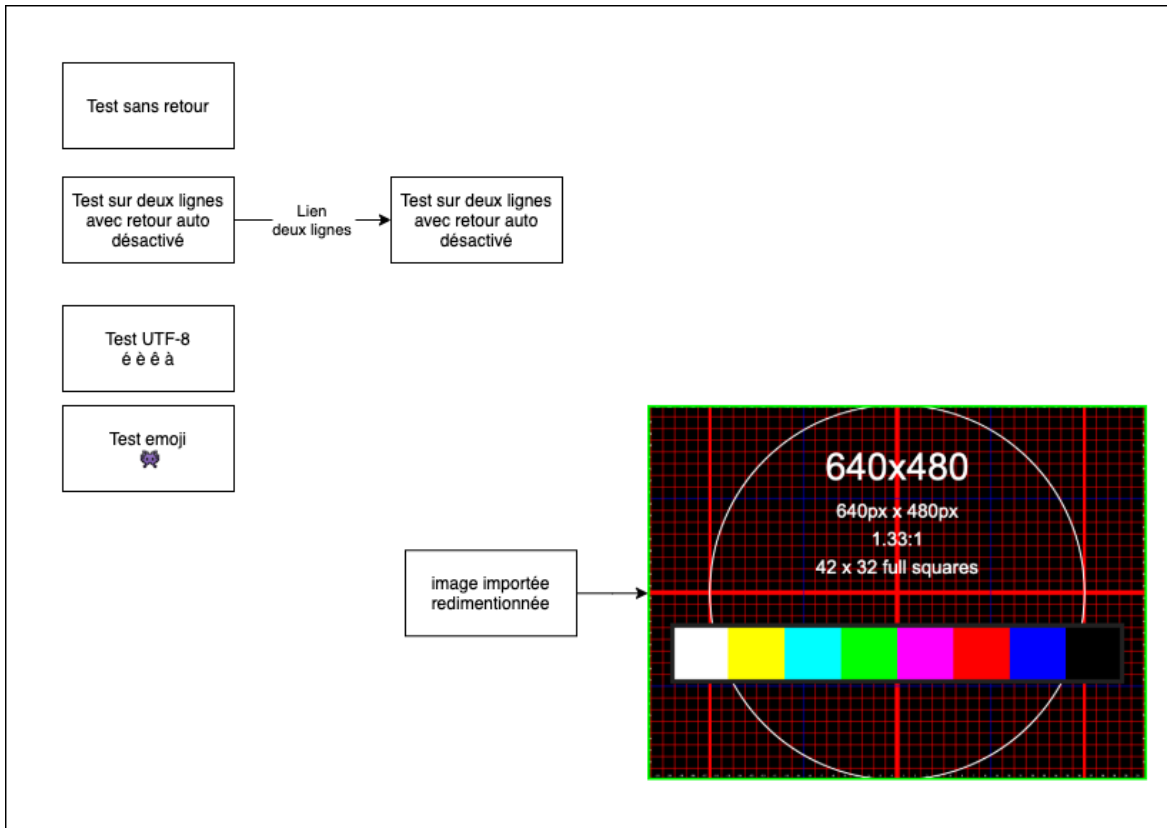 Test sans retour
Test sur deux lignes
avec retour auto
désactivé
Lien
deux lignes
Test sur deux lignes
avec retour auto
désactivé
Test UTF-8
é è ê à
Test emoji
👾
image importée
redimentionnée
640x480
640px x 480px
1.33:1
42 x 32 full squares